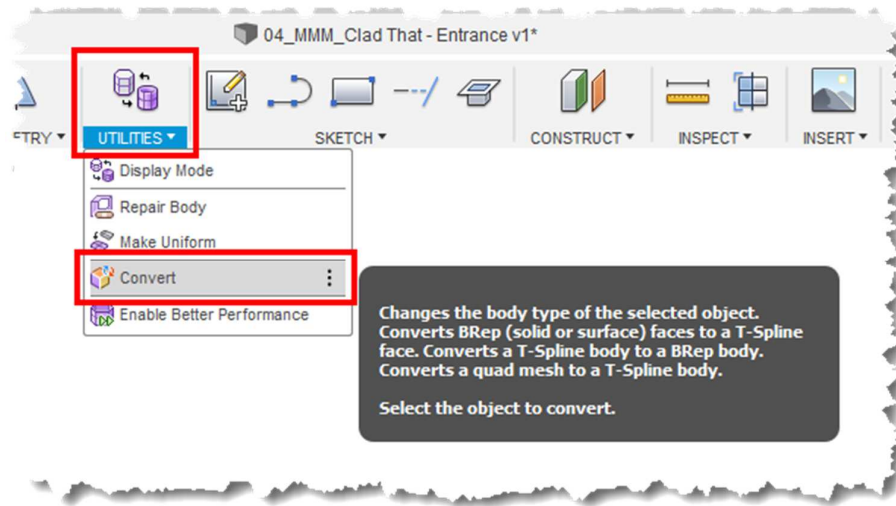 04_MMM_Clad That - Entrance v1*
ETRY ▾ UTILITIES ▾ SKETCH ▾ CONSTRUCT ▾ INSPECT ▾ INSERT ▾
Display Mode
Repair Body
Make Uniform
Convert
Enable Better Performance
Changes the body type of the selected object.
Converts BRep (solid or surface) faces to a T-Spline
face. Converts a T-Spline body to a BRep body.
Converts a quad mesh to a T-Spline body.
Select the object to convert.